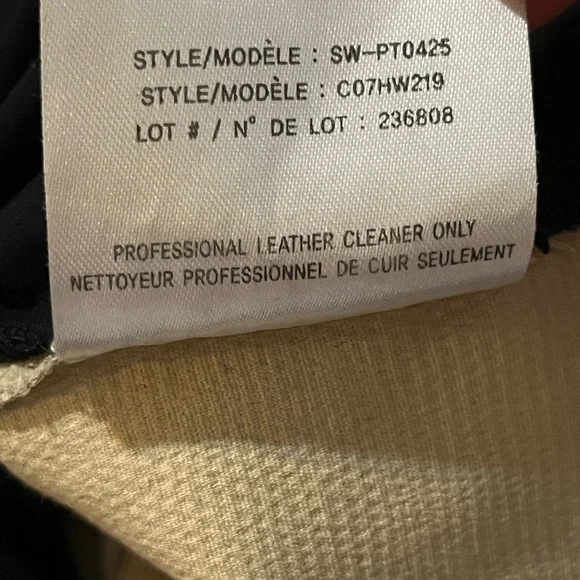 STYLE/MODÈLE : SW-PT0425
STYLE/MODÈLE : C07HW219
LOT # / N° DE LOT : 236808
PROFESSIONAL LEATHER CLEANER ONLY
NETTOYEUR PROFESSIONNEL DE CUIR SEULEMENT